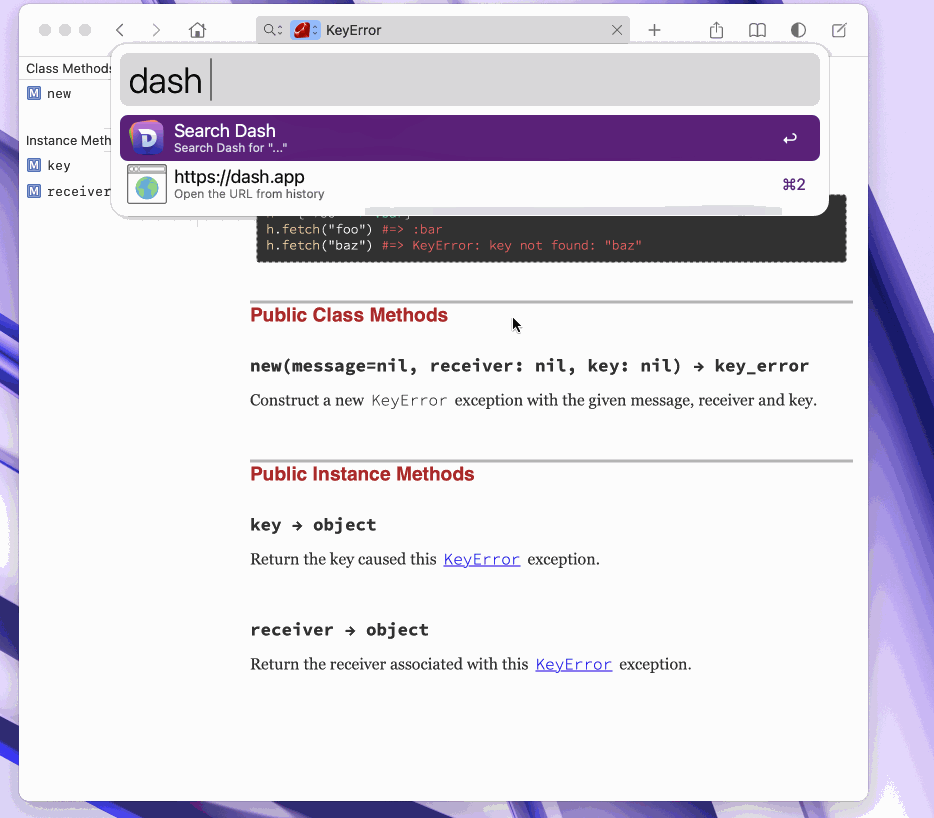 KeyError
dash
Search Dash
Search Dash for "..."
https://dash.app
Open the URL from history
⌘2
Class Methods
M new
Instance Meth
M key
M receiver
h.fetch("foo") #=> :bar
h.fetch("baz") #=> KeyError: key not found: "baz"
Public Class Methods
new(message=nil, receiver: nil, key: nil) → key_error
Construct a new KeyError exception with the given message, receiver and key.
Public Instance Methods
key → object
Return the key caused this KeyError exception.
receiver → object
Return the receiver associated with this KeyError exception.